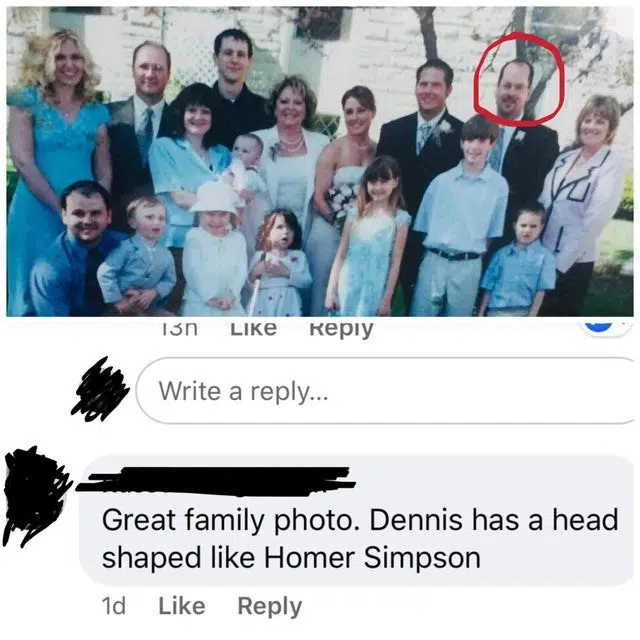 13h Like Reply
Write a reply...
Great family photo. Dennis has a head
shaped like Homer Simpson
1d Like Reply